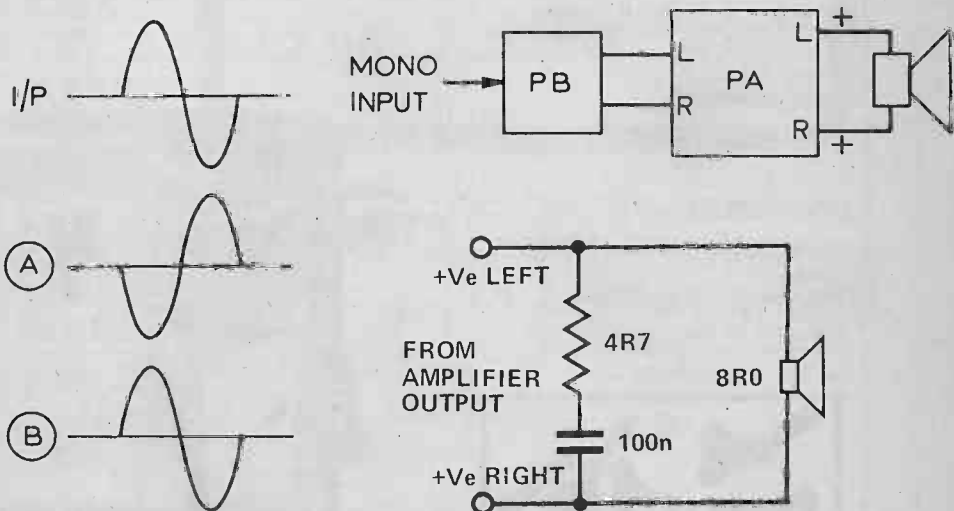 I/P
MONO
INPUT
PB
L
R
PA
L
R
+
+
A
B
+Ve LEFT
4R7
FROM
AMPLIFIER
OUTPUT
8R0
100n
+Ve RIGHT